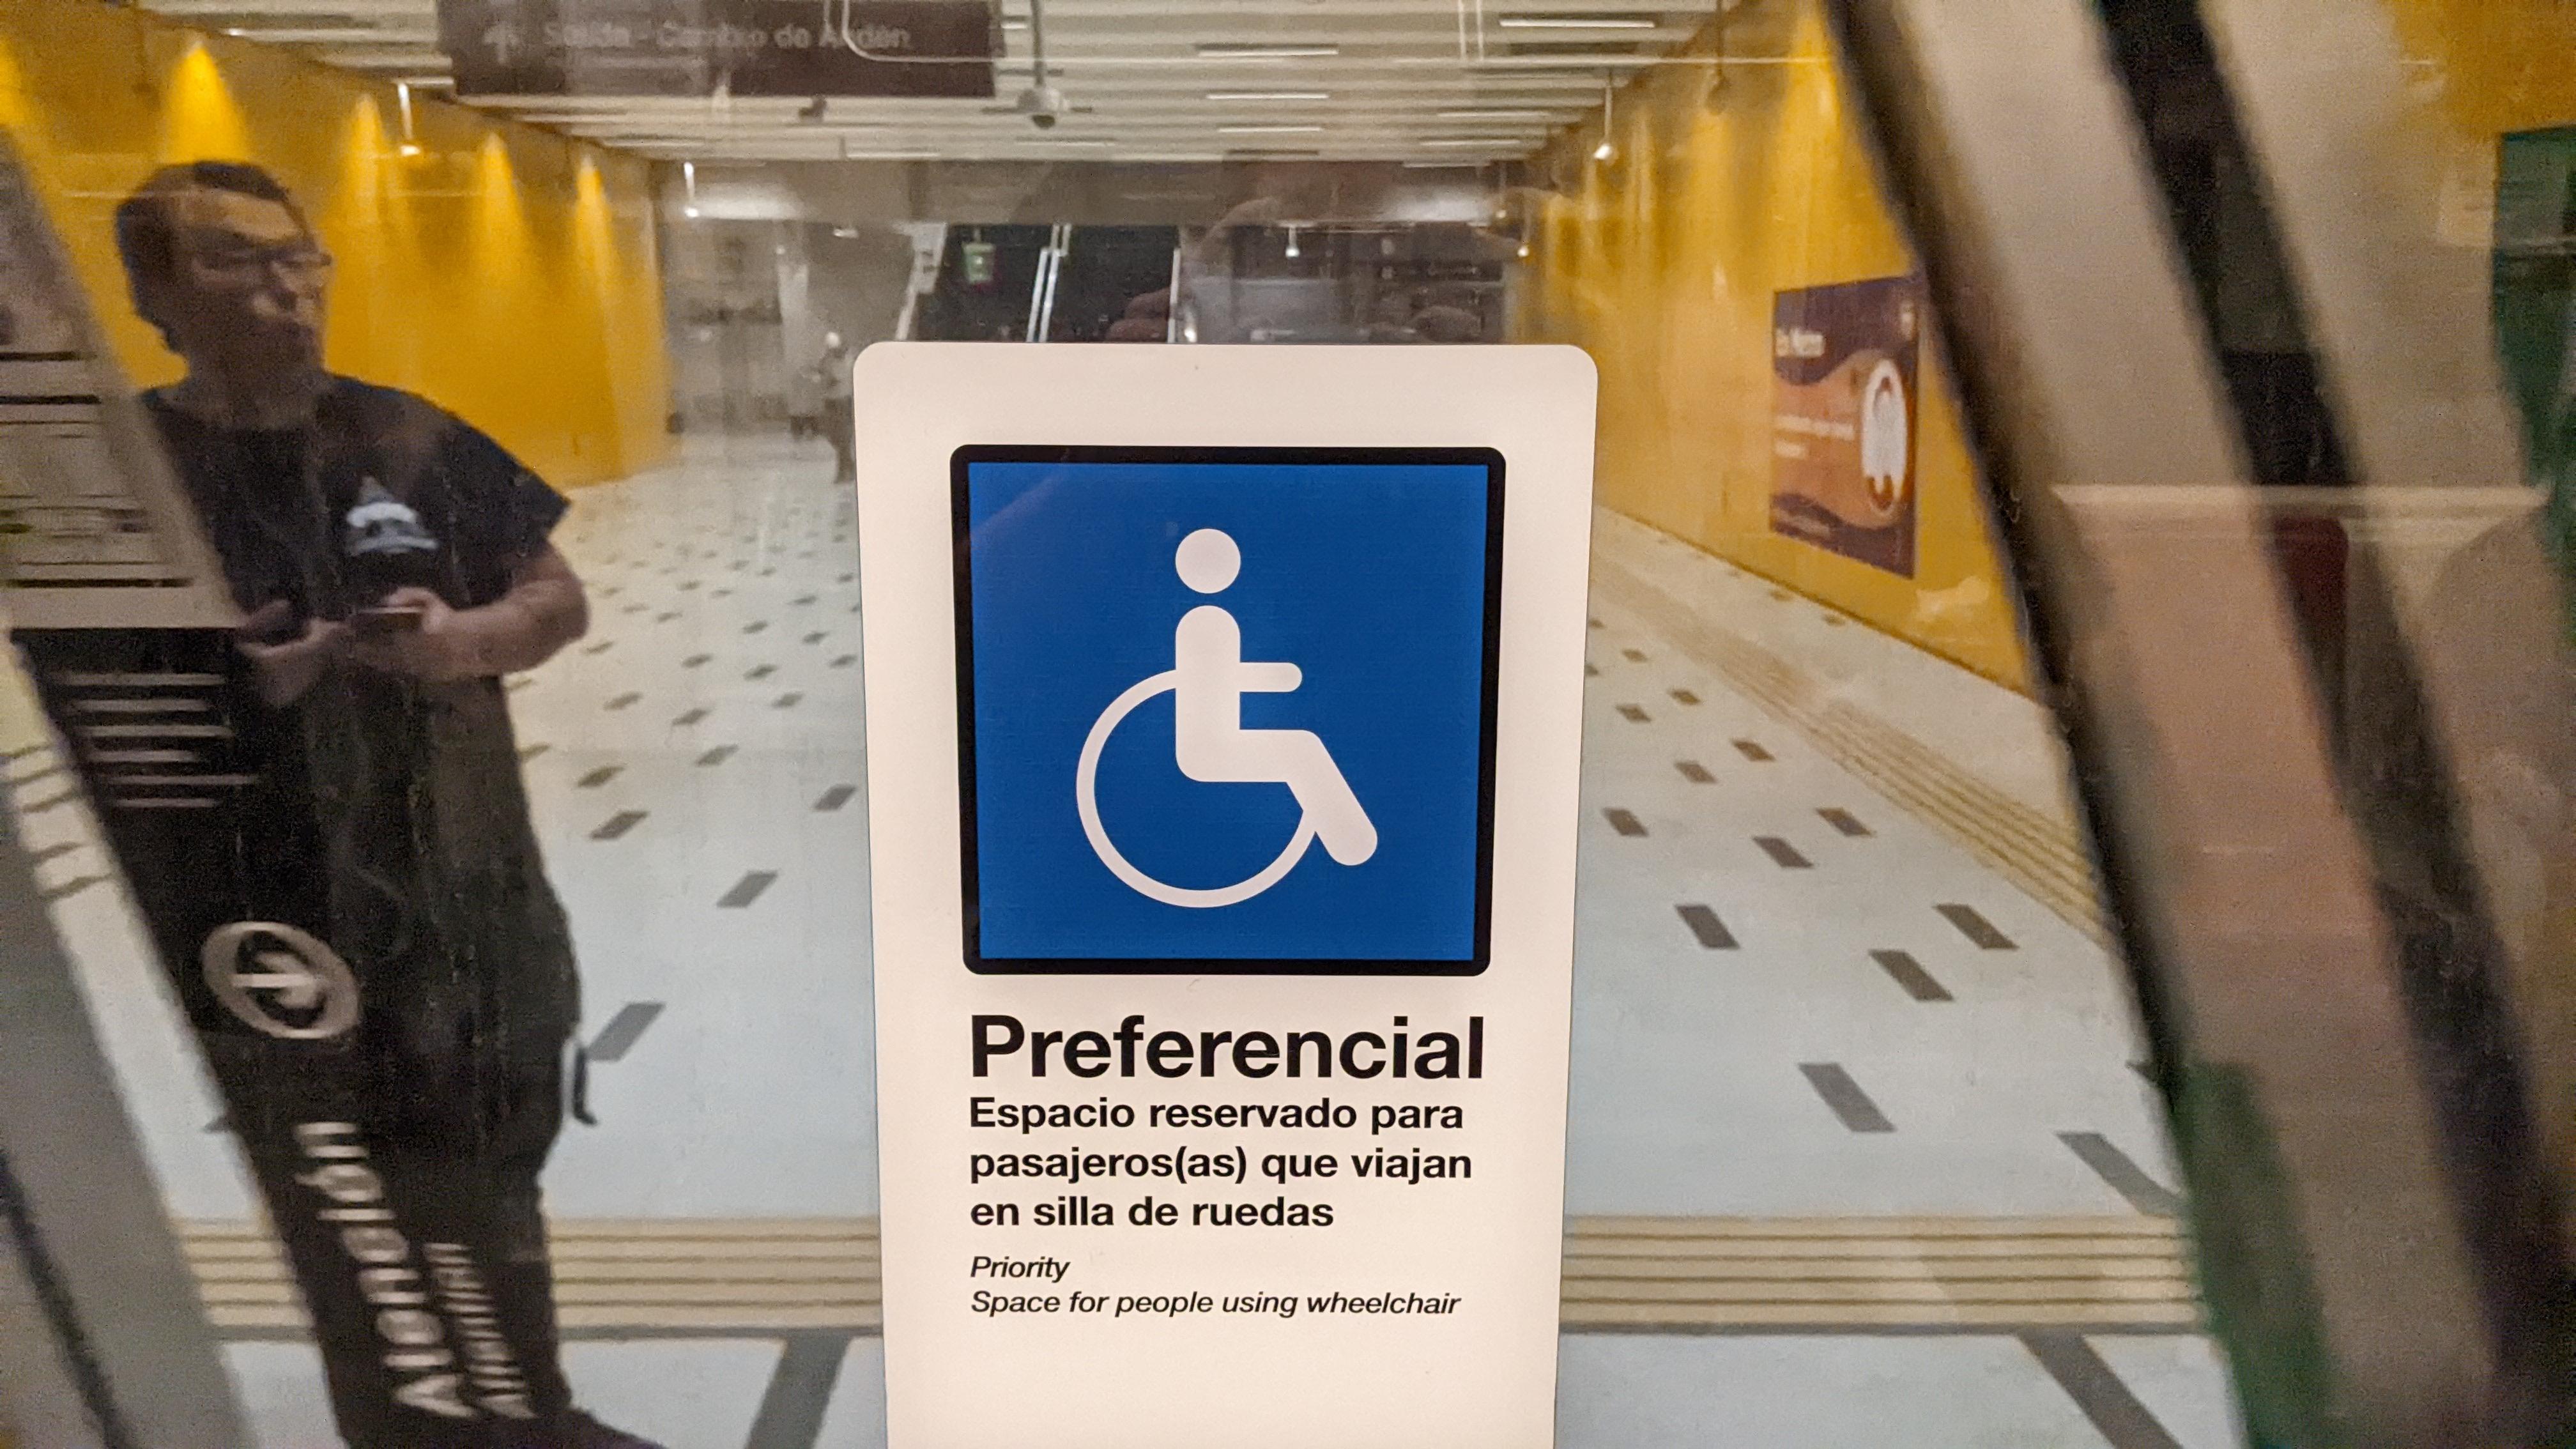 Salida - Cambio de Andén
Preferencial
Espacio reservado para
pasajeros(as) que viajan
en silla de ruedas
Priority
Space for people using wheelchair